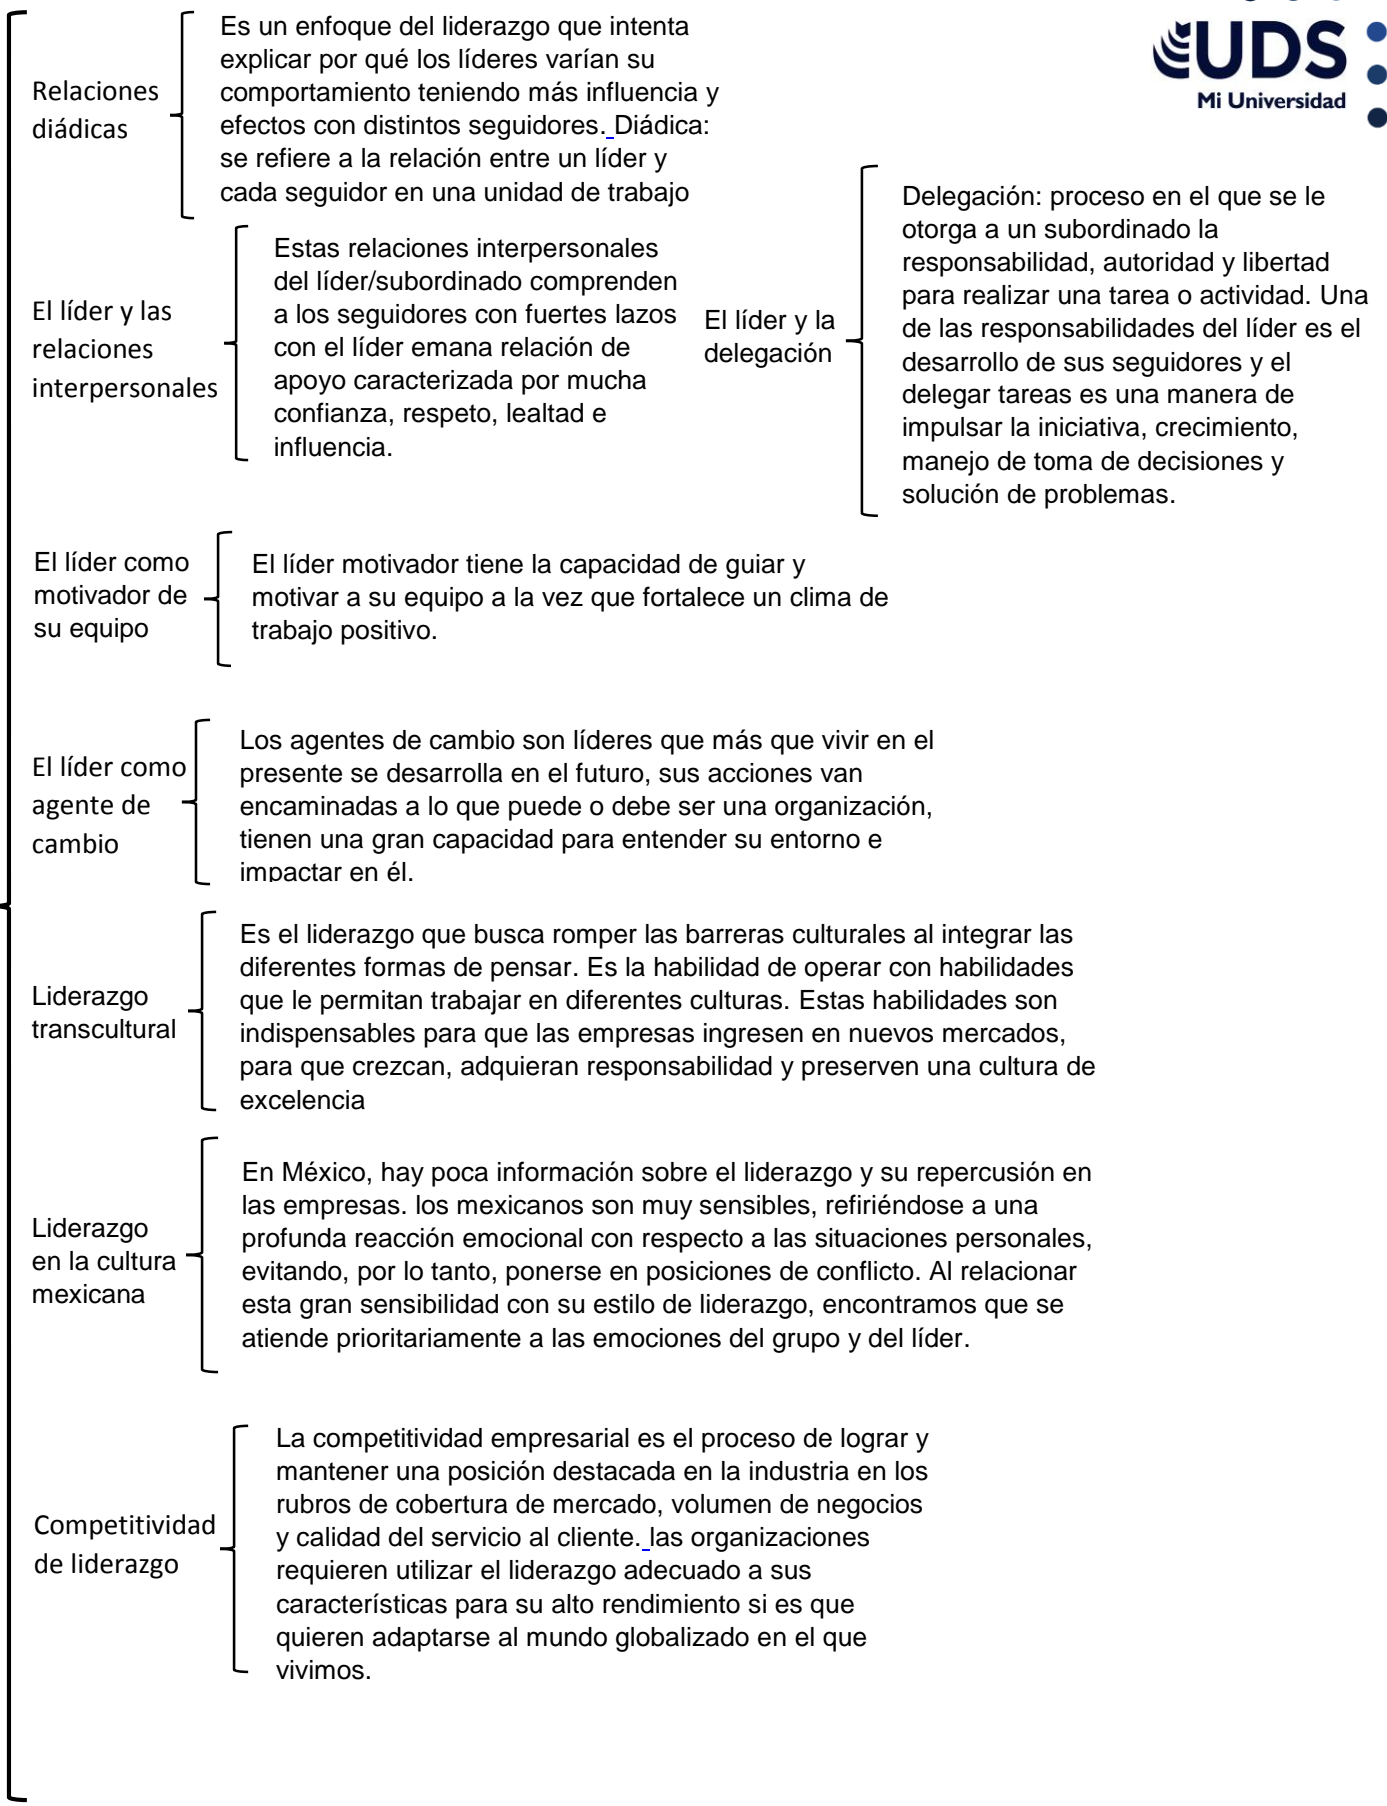 UDS
Mi Universidad
Relaciones
diádicas
Es un enfoque del liderazgo que intenta
explicar por qué los líderes varían su
comportamiento teniendo más influencia y
efectos con distintos seguidores. Diádica:
se refiere a la relación entre un líder y
cada seguidor en una unidad de trabajo
El líder y las
relaciones
interpersonales
Estas relaciones interpersonales
del líder/subordinado comprenden
a los seguidores con fuertes lazos
con el líder emana relación de
apoyo caracterizada por mucha
confianza, respeto, lealtad e
influencia.
El líder y la
delegación
Delegación: proceso en el que se le
otorga a un subordinado la
responsabilidad, autoridad y libertad
para realizar una tarea o actividad. Una
de las responsabilidades del líder es el
desarrollo de sus seguidores y el
delegar tareas es una manera de
impulsar la iniciativa, crecimiento,
manejo de toma de decisiones y
solución de problemas.
El líder como
motivador de
su equipo
El líder motivador tiene la capacidad de guiar y
motivar a su equipo a la vez que fortalece un clima de
trabajo positivo.
El líder como
agente de
cambio
Los agentes de cambio son líderes que más que vivir en el
presente se desarrolla en el futuro, sus acciones van
encaminadas a lo que puede o debe ser una organización,
tienen una gran capacidad para entender su entorno e
impactar en él.
Liderazgo
transcultural
Es el liderazgo que busca romper las barreras culturales al integrar las
diferentes formas de pensar. Es la habilidad de operar con habilidades
que le permitan trabajar en diferentes culturas. Estas habilidades son
indispensables para que las empresas ingresen en nuevos mercados,
para que crezcan, adquieran responsabilidad y preserven una cultura de
excelencia
Liderazgo
en la cultura
mexicana
En México, hay poca información sobre el liderazgo y su repercusión en
las empresas. los mexicanos son muy sensibles, refiriéndose a una
profunda reacción emocional con respecto a las situaciones personales,
evitando, por lo tanto, ponerse en posiciones de conflicto. Al relacionar
esta gran sensibilidad con su estilo de liderazgo, encontramos que se
atiende prioritariamente a las emociones del grupo y del líder.
Competitividad
de liderazgo
La competitividad empresarial es el proceso de lograr y
mantener una posición destacada en la industria en los
rubros de cobertura de mercado, volumen de negocios
y calidad del servicio al cliente. las organizaciones
requieren utilizar el liderazgo adecuado a sus
características para su alto rendimiento si es que
quieren adaptarse al mundo globalizado en el que
vivimos.